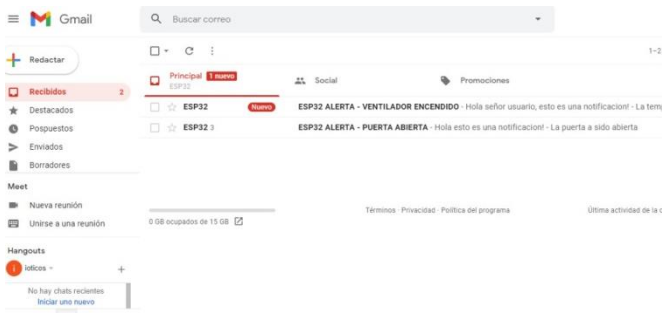 Gmail
Buscar correo
Redactar
1–2
Principal 1 nuevo
ESP32
Social
Promociones
Recibidos 2
ESP32 Nuevo ESP32 ALERTA - VENTILADOR ENCENDIDO - Hola señor usuario, esto es una notificacion! - La temp
Destacados
ESP32 3 ESP32 ALERTA - PUERTA ABIERTA - Hola esto es una notificacion! - La puerta a sido abierta
Pospuestos
Enviados
Borradores
Meet
Nueva reunión
Unirse a una reunión
0 GB ocupados de 15 GB
Términos · Privacidad · Política del programa
Última actividad de la c
Hangouts
ioticos
No hay chats recientes
Iniciar uno nuevo